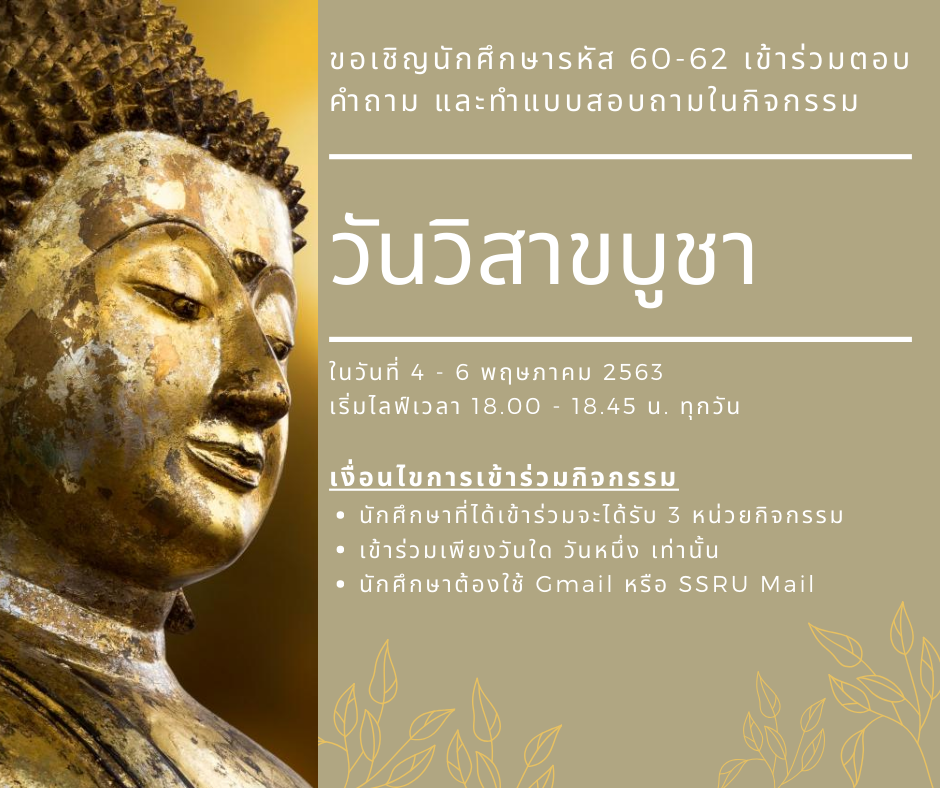 ขอเชิญนักศึกษารหัส 60-62 เข้าร่วมตอบ
คำถาม และทำแบบสอบถามในกิจกรรม
วันวิสาขบูชา
ในวันที่ 4 - 6 พฤษภาคม 2563
เริ่มไลฟ์เวลา 18.00 - 18.45 น. ทุกวัน
เงื่อนไขการเข้าร่วมกิจกรรม
• นักศึกษาที่ได้เข้าร่วมจะได้รับ 3 หน่วยกิจกรรม
• เข้าร่วมเพียงวันใด วันหนึ่ง เท่านั้น
• นักศึกษาต้องใช้ Gmail หรือ SSRU Mail